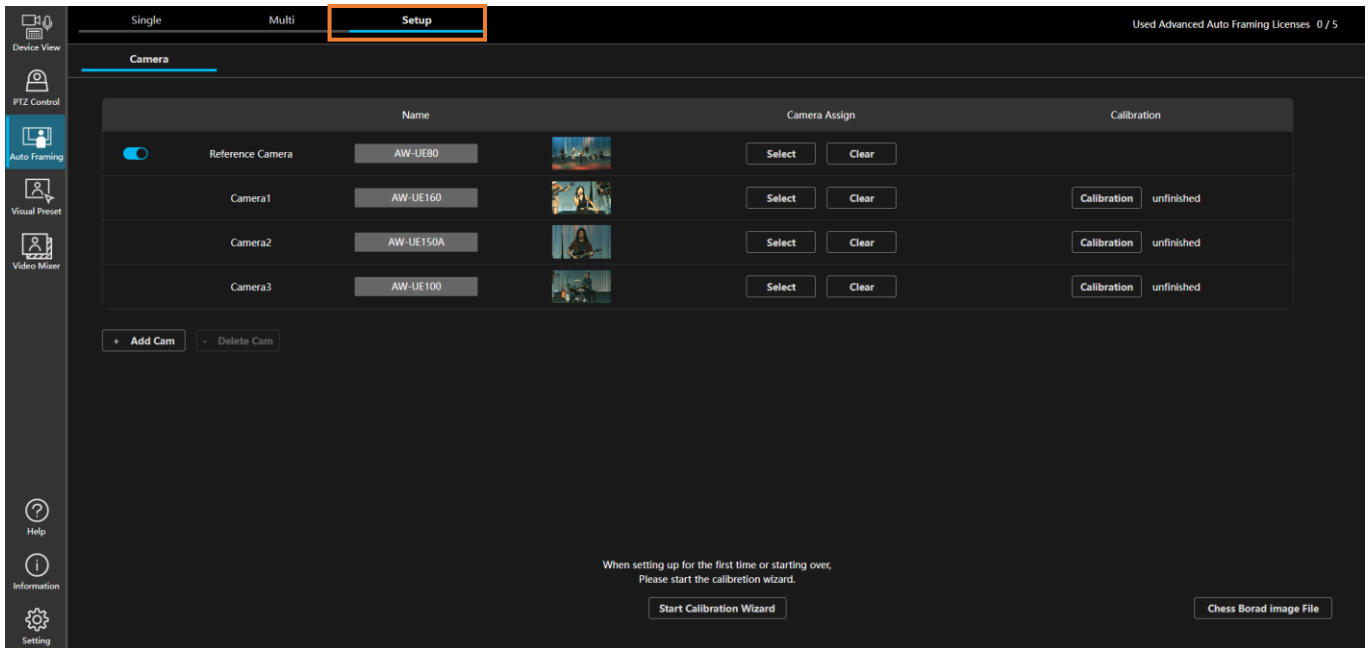 Device View
PTZ Control
Auto Framing
Visual Preset
Video Mixer
Help
Information
Setting
Single Multi Setup
Used Advanced Auto Framing Licenses 0 / 5
Camera
Name Camera Assign Calibration
Reference Camera AW-UE80 Select Clear
Camera1 AW-UE160 Select Clear Calibration unfinished
Camera2 AW-UE150A Select Clear Calibration unfinished
Camera3 AW-UE100 Select Clear Calibration unfinished
+ Add Cam - Delete Cam
When setting up for the first time or starting over,
Please start the calibretion wizard.
Start Calibration Wizard
Chess Borad image File